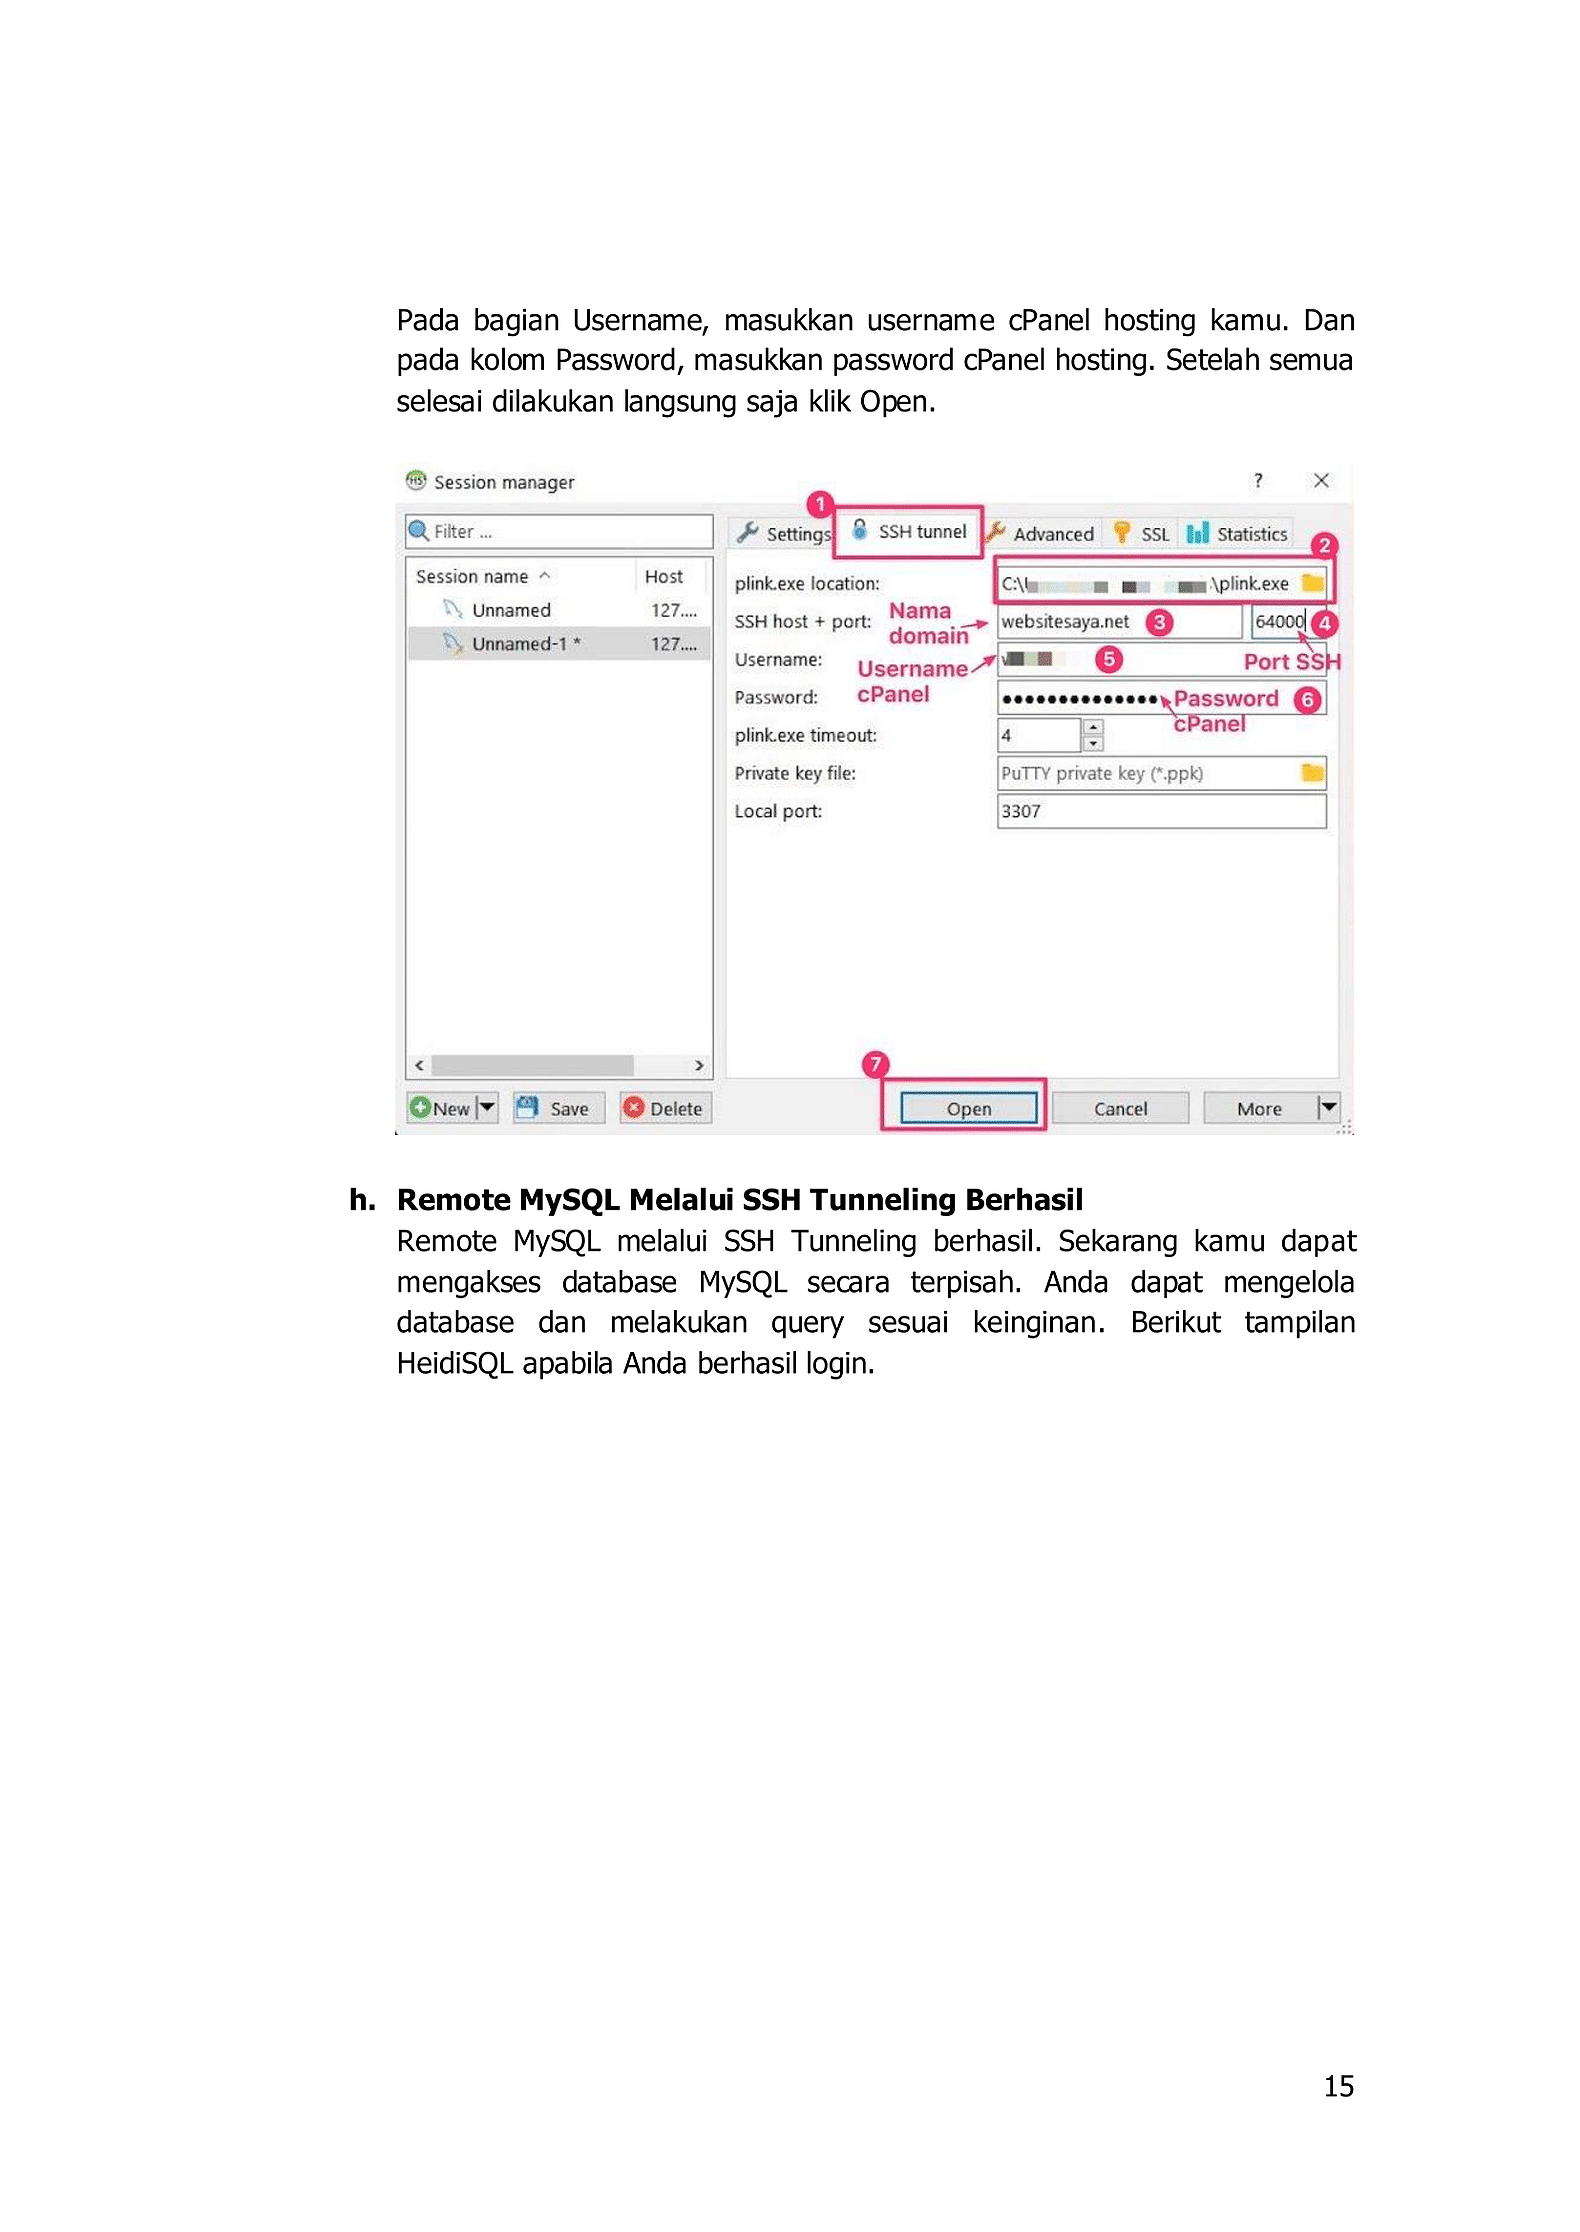 Pada bagian Username, masukkan username cPanel hosting kamu. Dan
pada kolom Password, masukkan password cPanel hosting. Setelah semua
selesai dilakukan langsung saja klik Open.
Session manager ?
1
Filter ...
Settings SSH tunnel Advanced SSL Statistics
2
Session name Host
Unnamed 127....
Unnamed-1 * 127....
plink.exe location: \plink.exe
SSH host + port: Nama domain websitesaya.net 3 64000 4
Port SSH
Username: Username cPanel 5
Password: Password cPanel 6
plink.exe timeout: 4
Private key file: PuTTY private key (*.ppk)
Local port: 3307
7
New Save Delete Open Cancel More
h. Remote MySQL Melalui SSH Tunneling Berhasil
Remote MySQL melalui SSH Tunneling berhasil. Sekarang kamu dapat
mengakses database MySQL secara terpisah. Anda dapat mengelola
database dan melakukan query sesuai keinginan. Berikut tampilan
HeidiSQL apabila Anda berhasil login.
15